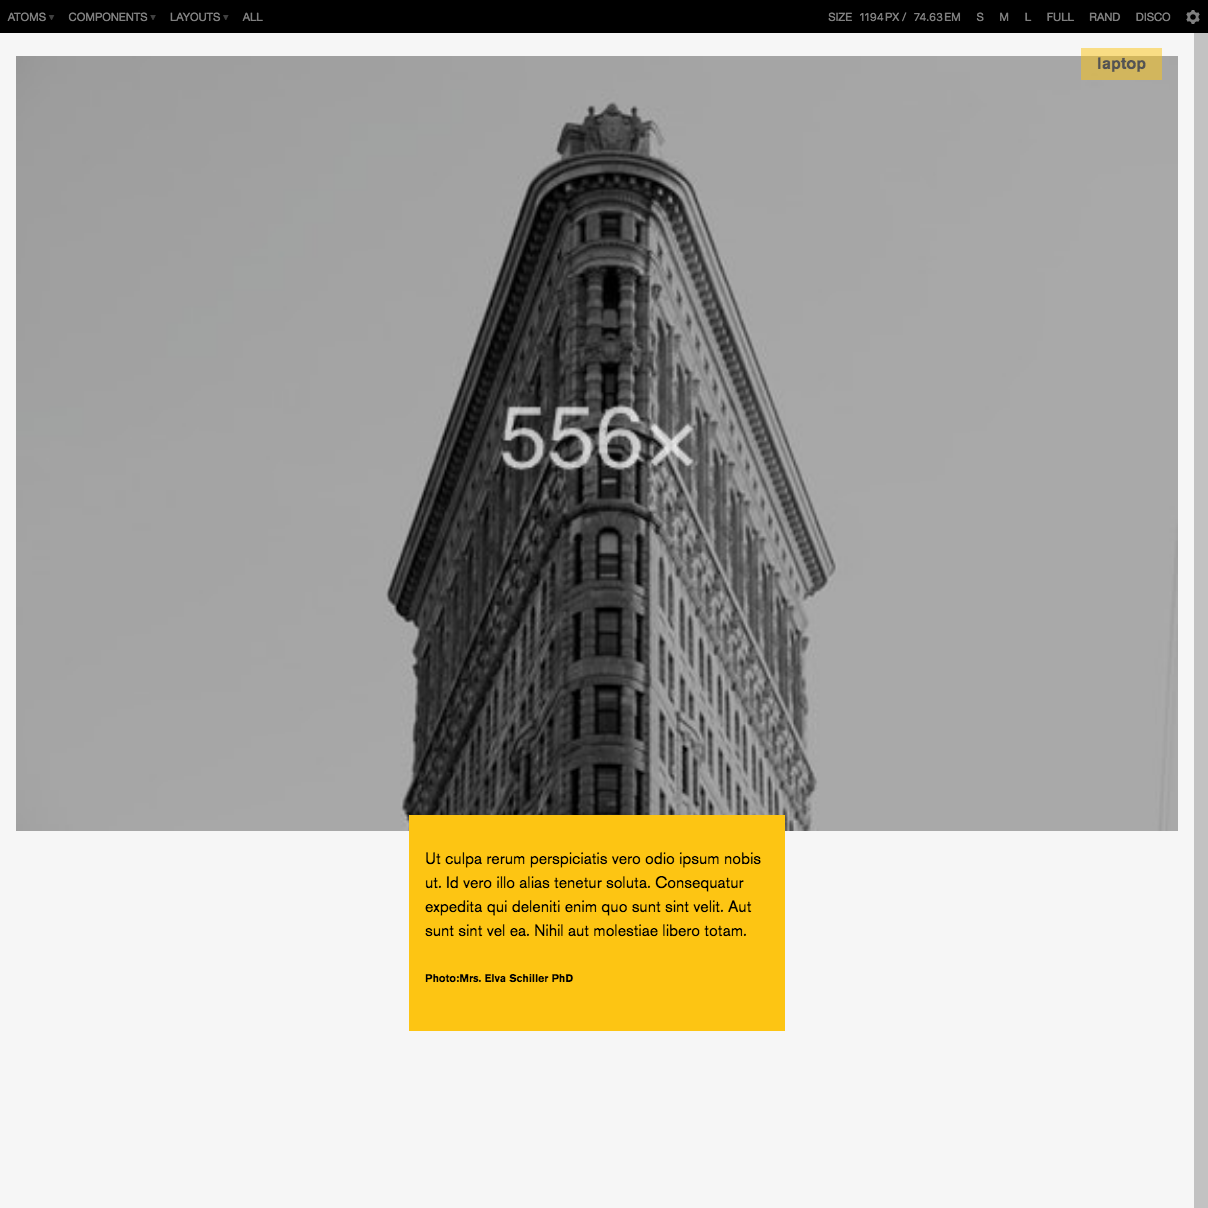 ATOMS ▾ COMPONENTS ▾ LAYOUTS ▾ ALL SIZE 1194PX / 74.63EM S M L FULL RAND DISCO
laptop
556×
Ut culpa rerum perspiciatis vero odio ipsum nobis
ut. Id vero illo alias tenetur soluta. Consequatur
expedita qui deleniti enim quo sunt sint velit. Aut
sunt sint vel ea. Nihil aut molestiae libero totam.
Photo:Mrs. Elva Schiller PhD